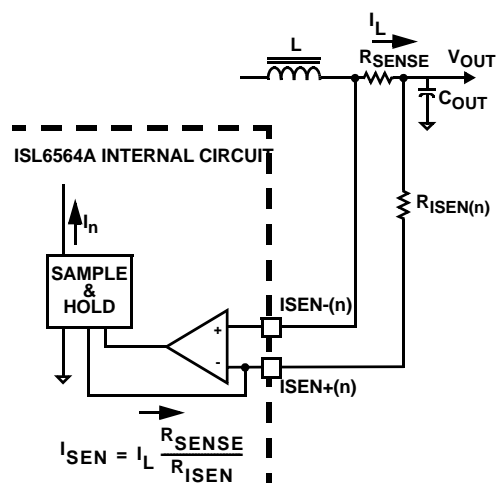 I_L
L
R_SENSE
V_OUT
C_OUT
ISL6564A INTERNAL CIRCUIT
R_ISEN(n)
I_n
SAMPLE
&
HOLD
+
ISEN-(n)
-
ISEN+(n)
I_SEN = I_L R_SENSE / R_ISEN